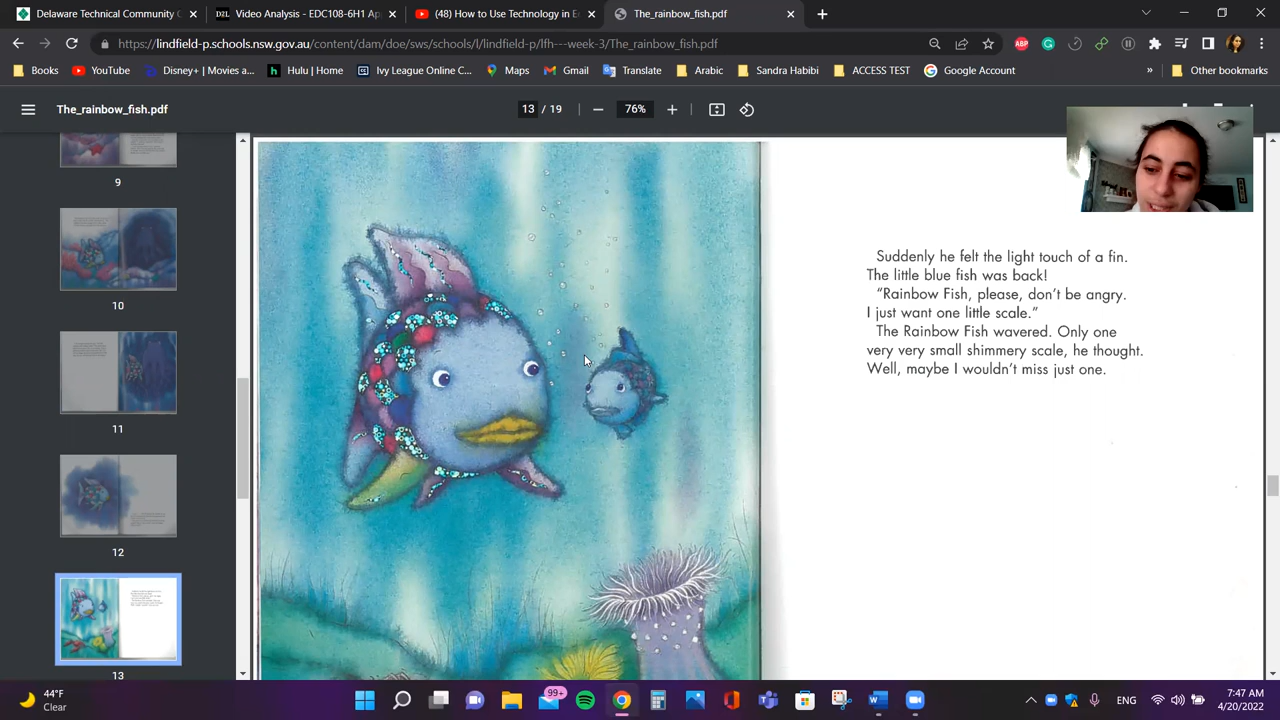 Delaware Technical Community C
D2L
Video Analysis - EDC108-6H1 Ap
(48) How to Use Technology in E
The_rainbow_fish.pdf
https://lindfield-p.schools.nsw.gov.au/content/dam/doe/sws/schools/l/lindfield-p/lfh---week-3/The_rainbow_fish.pdf
ABP
Books
YouTube
Disney+ | Movies a...
h
Hulu | Home
Ivy League Online C...
Maps
Gmail
Translate
Arabic
Sandra Habibi
ACCESS TEST
Google Account
»
Other bookmarks
The_rainbow_fish.pdf
13 / 19
76%
9
10
11
12
13
Suddenly he felt the light touch of a fin.
The little blue fish was back!
"Rainbow Fish, please, don't be angry.
I just want one little scale."
The Rainbow Fish wavered. Only one
very very small shimmery scale, he thought.
Well, maybe I wouldn't miss just one.
44°F
Clear
99+
ENG
7:47 AM
4/20/2022